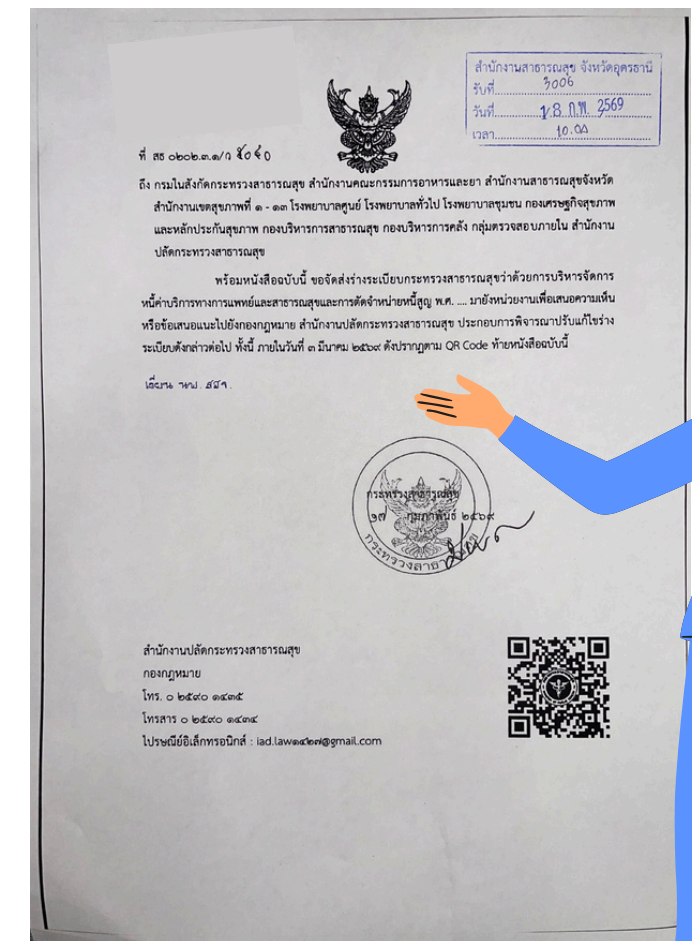 สำนักงานสาธารณสุข จังหวัดอุดรธานี
รับที่ 3006
วันที่ 18 ก.พ. 2569
เวลา 10.00
ที่ สธ ๐๒๐๒.๓.๑/ว
ถึง กรมในสังกัดกระทรวงสาธารณสุข สำนักงานคณะกรรมการอาหารและยา สำนักงานสาธารณสุขจังหวัด
สำนักงานเขตสุขภาพที่ ๑ - ๑๓ โรงพยาบาลศูนย์ โรงพยาบาลทั่วไป โรงพยาบาลชุมชน กองเศรษฐกิจสุขภาพ
และหลักประกันสุขภาพ กองบริหารการสาธารณสุข กองบริหารการคลัง กลุ่มตรวจสอบภายใน สำนักงาน
ปลัดกระทรวงสาธารณสุข
พร้อมหนังสือฉบับนี้ ขอจัดส่งร่างระเบียบกระทรวงสาธารณสุขว่าด้วยการบริหารจัดการ
หนี้ค่าบริการทางการแพทย์และสาธารณสุขและการตัดจำหน่ายหนี้สูญ พ.ศ. .... มายังหน่วยงานเพื่อเสนอความเห็น
หรือข้อเสนอแนะไปยังกองกฎหมาย สำนักงานปลัดกระทรวงสาธารณสุข ประกอบการพิจารณาปรับแก้ไขร่าง
ระเบียบดังกล่าวต่อไป ทั้งนี้ ภายในวันที่ ๓ มีนาคม ๒๕๖๙ ดังปรากฏตาม QR Code ท้ายหนังสือฉบับนี้
เรียน นพ. สสจ.
กระทรวงสาธารณสุข
๑๗ กุมภาพันธ์ ๒๕๖๙
สำนักงานปลัดกระทรวงสาธารณสุข
กองกฎหมาย
โทร. ๐ ๒๕๙๐ ๑๔๓๕
โทรสาร ๐ ๒๕๙๐ ๑๔๓๔
ไปรษณีย์อิเล็กทรอนิกส์ : iad.law๑๔๒๗@gmail.com